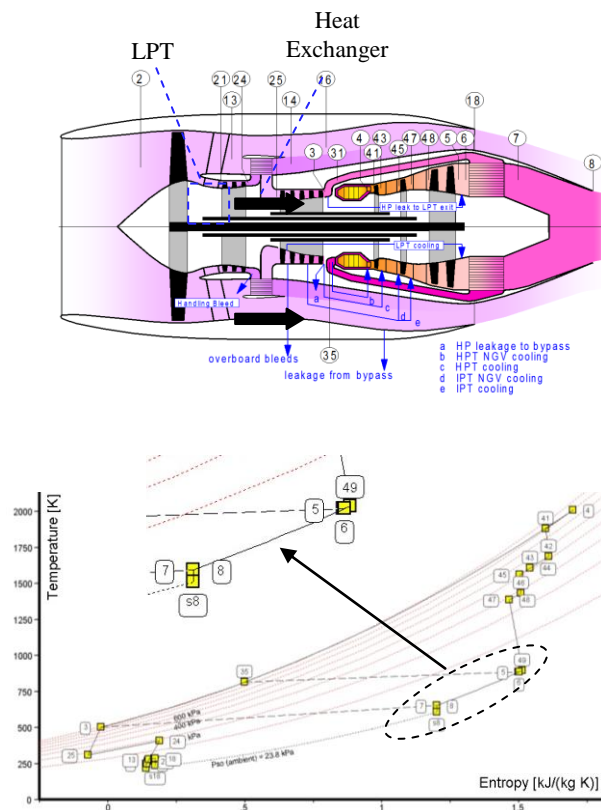 Heat
Exchanger
LPT
2
21
24
13
25
14
26
18
3
31
4
43
41
47
48
45
5
6
7
8
HP leak to LPT exit
LPT cooling
Handling Bleed
a
b
c
d
e
overboard bleeds
35
leakage from bypass
a HP leakage to bypass
b HPT NGV cooling
c HPT cooling
d IPT NGV cooling
e IPT cooling
Temperature [K]
2000
1750
1500
1250
1000
750
500
250
0
49
5
6
7
8
s8
4
41
42
43
44
45
46
47
48
49
5
35
600 kPa
400 kPa
kPa
3
25
24
13
18
s18
7
8
s8
Pso (ambient) = 23.8 kPa
0
.5
1
1.5
Entropy [kJ/(kg K)]